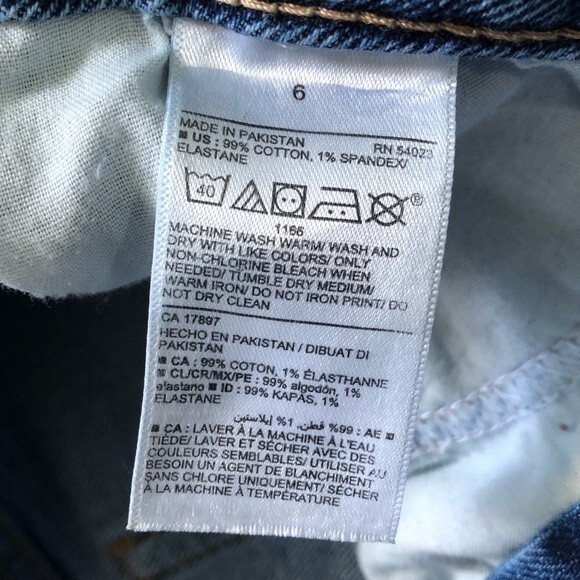 6
MADE IN PAKISTAN RN 54023
■ US : 99% COTTON, 1% SPANDEX/
ELASTANE
40 ®
1166
MACHINE WASH WARM/ WASH AND
DRY WITH LIKE COLORS/ ONLY
NON-CHLORINE BLEACH WHEN
NEEDED/ TUMBLE DRY MEDIUM/
WARM IRON/ DO NOT IRON PRINT/ DO
NOT DRY CLEAN
CA 17897
HECHO EN PAKISTAN / DIBUAT DI
PAKISTAN
■ CA : 99% COTON, 1% ÉLASTHANNE
■ CL/CR/MX/PE : 99% algodón, 1%
elastano ■ ID : 99% KAPAS, 1%
ELASTANE
■ AE : 99% قطن, 1% إيلاستين
■ CA : LAVER À LA MACHINE À L'EAU
TIÈDE/ LAVER ET SÉCHER AVEC DES
COULEURS SEMBLABLES/ UTILISER AU
BESOIN UN AGENT DE BLANCHIMENT
SANS CHLORE UNIQUEMENT/ SÉCHER
À LA MACHINE À TEMPÉRATURE